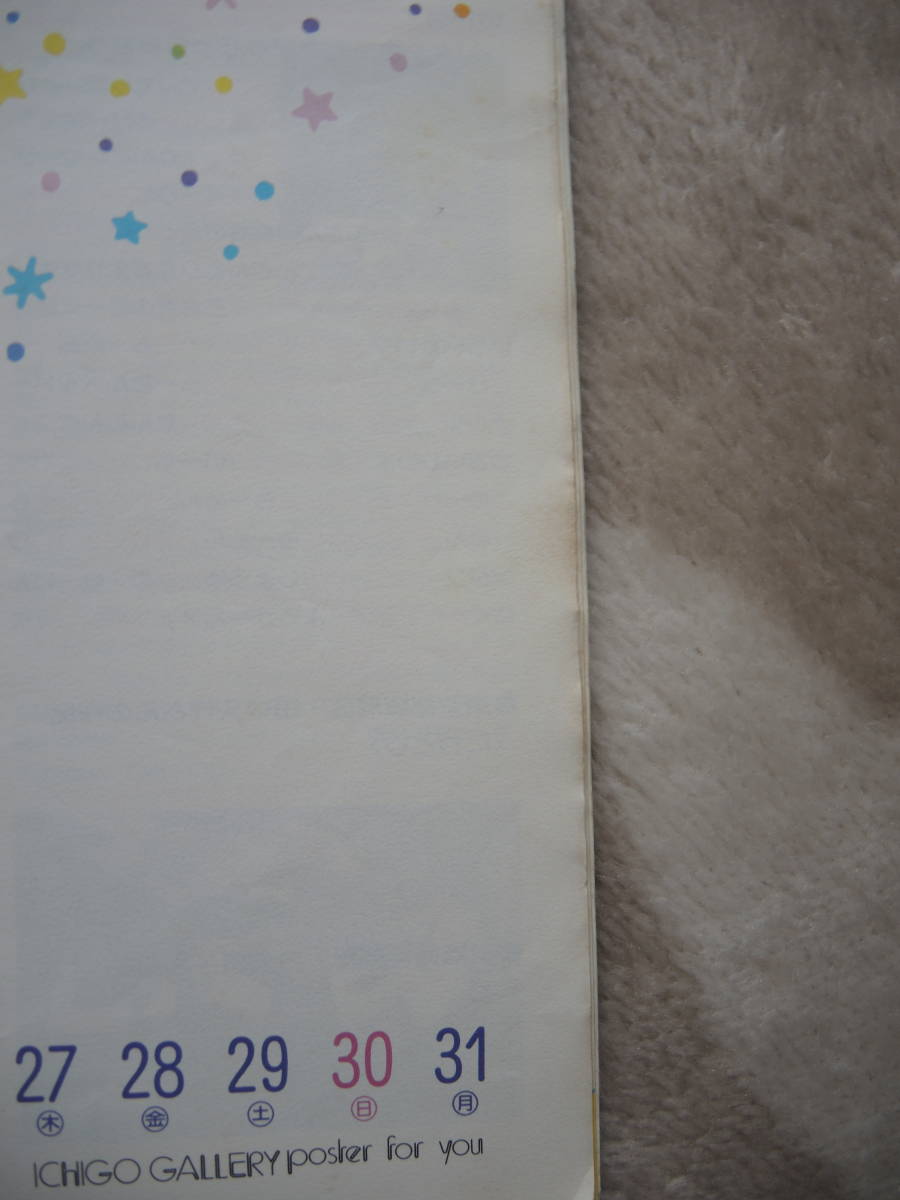 27 28 29 30 31
木 金 土 日 月
ICHIGO GALLERY poster for you